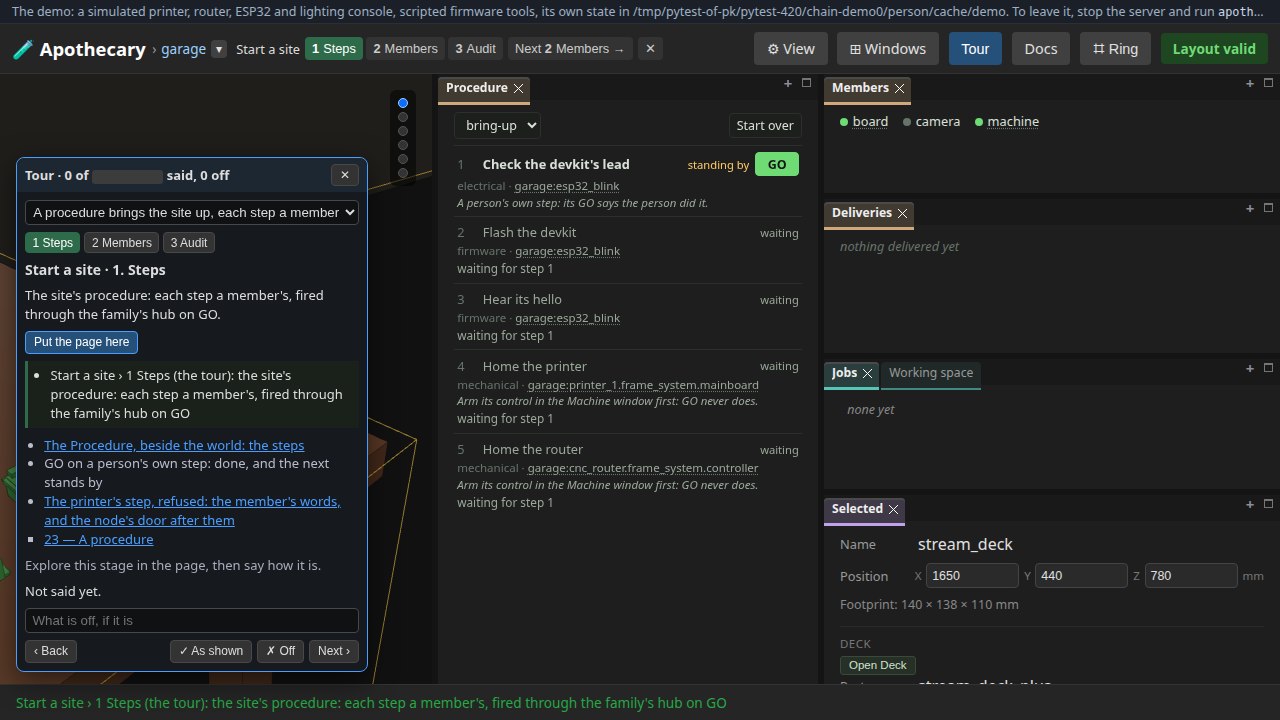 The demo: a simulated printer, router, ESP32 and lighting console, scripted firmware tools, its own state in /tmp/pytest-of-pk/pytest-420/chain-demo0/person/cache/demo. To leave it, stop the server and run apoth...
Apothecary › garage ▾ Start a site 1 Steps 2 Members 3 Audit Next 2 Members → ✕ ⚙ View ⊞ Windows Tour Docs ⌗ Ring Layout valid
Tour · 0 of said, 0 off ✕
A procedure brings the site up, each step a member
1 Steps 2 Members 3 Audit
Start a site · 1. Steps
The site's procedure: each step a member's, fired
through the family's hub on GO.
Put the page here
Start a site › 1 Steps (the tour): the site's
procedure: each step a member's, fired through
the family's hub on GO
The Procedure, beside the world: the steps
GO on a person's own step: done, and the next
stands by
The printer's step, refused: the member's words,
and the node's door after them
23 — A procedure
Explore this stage in the page, then say how it is.
Not said yet.
What is off, if it is
‹ Back ✓ As shown ✗ Off Next ›
Procedure
bring-up Start over
1 Check the devkit's lead standing by GO
electrical · garage:esp32_blink
A person's own step: its GO says the person did it.
2 Flash the devkit waiting
firmware · garage:esp32_blink
waiting for step 1
3 Hear its hello waiting
firmware · garage:esp32_blink
waiting for step 1
4 Home the printer waiting
mechanical · garage:printer_1.frame_system.mainboard
Arm its control in the Machine window first: GO never does.
waiting for step 1
5 Home the router waiting
mechanical · garage:cnc_router.frame_system.controller
Arm its control in the Machine window first: GO never does.
waiting for step 1
Members
board camera machine
Deliveries
nothing delivered yet
Jobs Working space
none yet
Selected
Name stream_deck
Position X 1650 Y 440 Z 780 mm
Footprint: 140 × 138 × 110 mm
DECK
Open Deck
Start a site › 1 Steps (the tour): the site's procedure: each step a member's, fired through the family's hub on GO